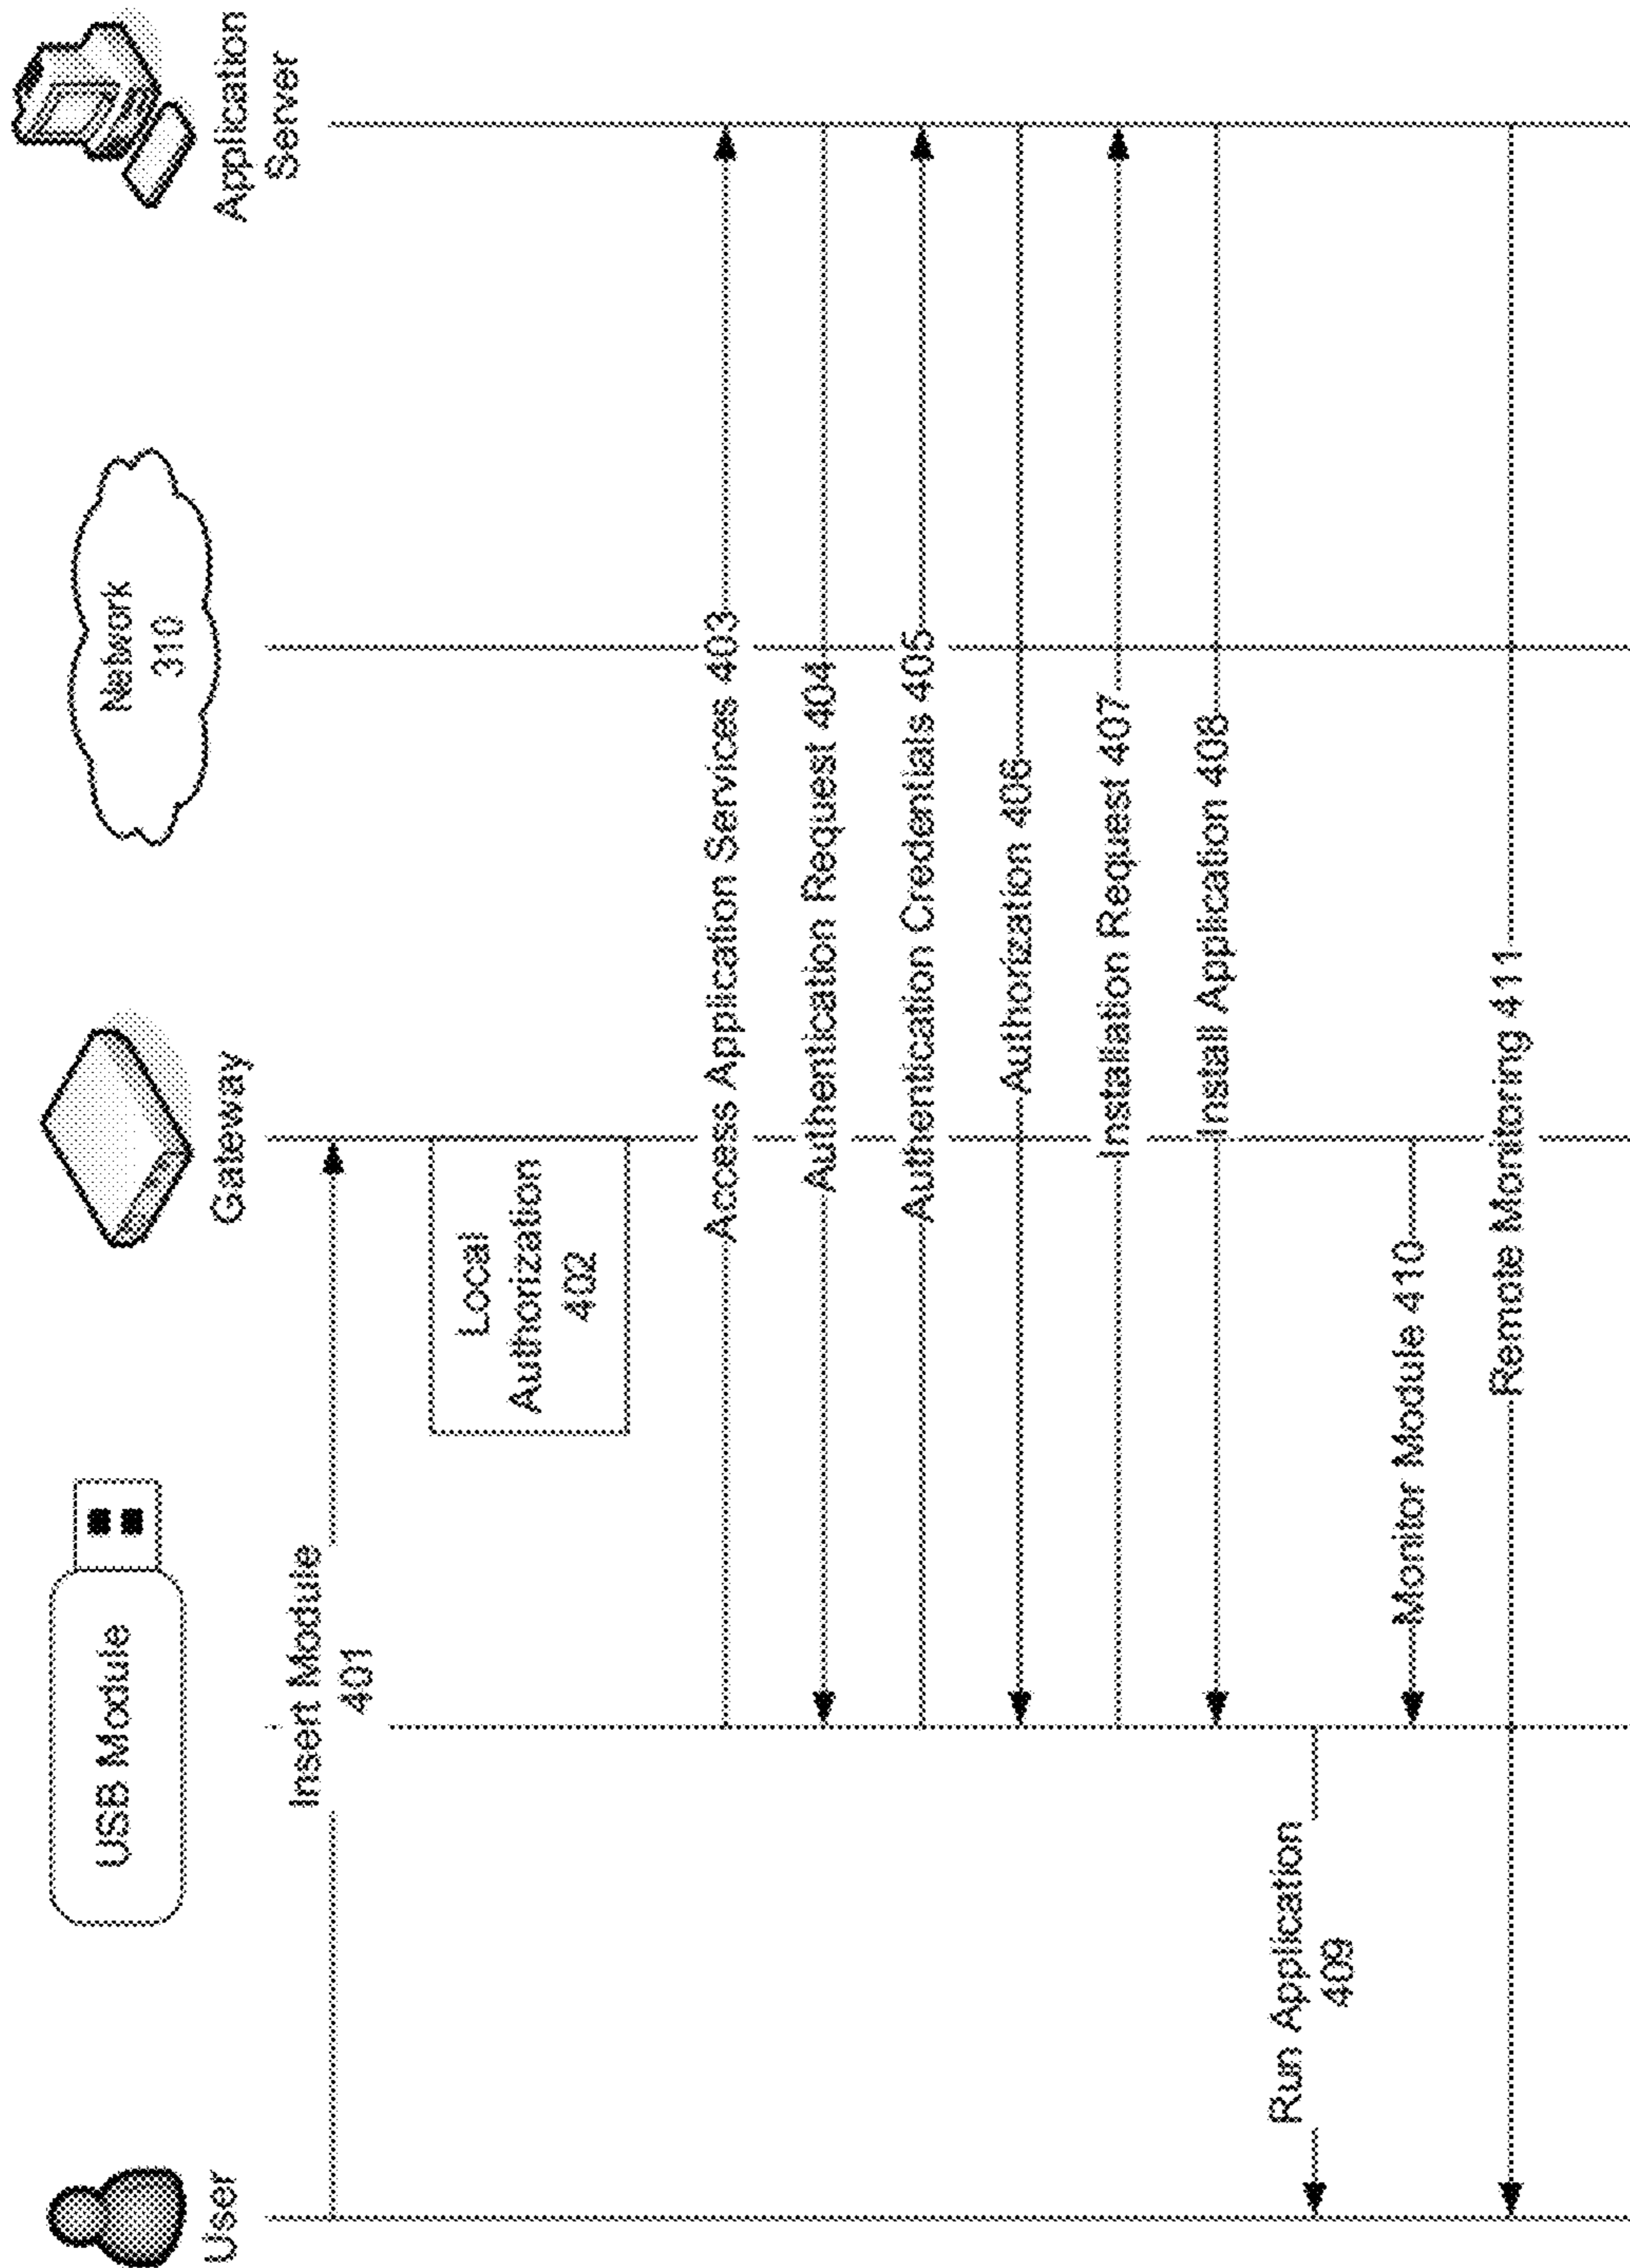 User
USB Module
Gateway
Network
310
Application
Server
Insert Module
401
Local
Authorization
402
Access Application Services 403
Authentication Request 404
Authentication Credentials 405
Authorization 406
Installation Request 407
Install Application 408
Run Application
409
Monitor Module 410
Remote Monitoring 411